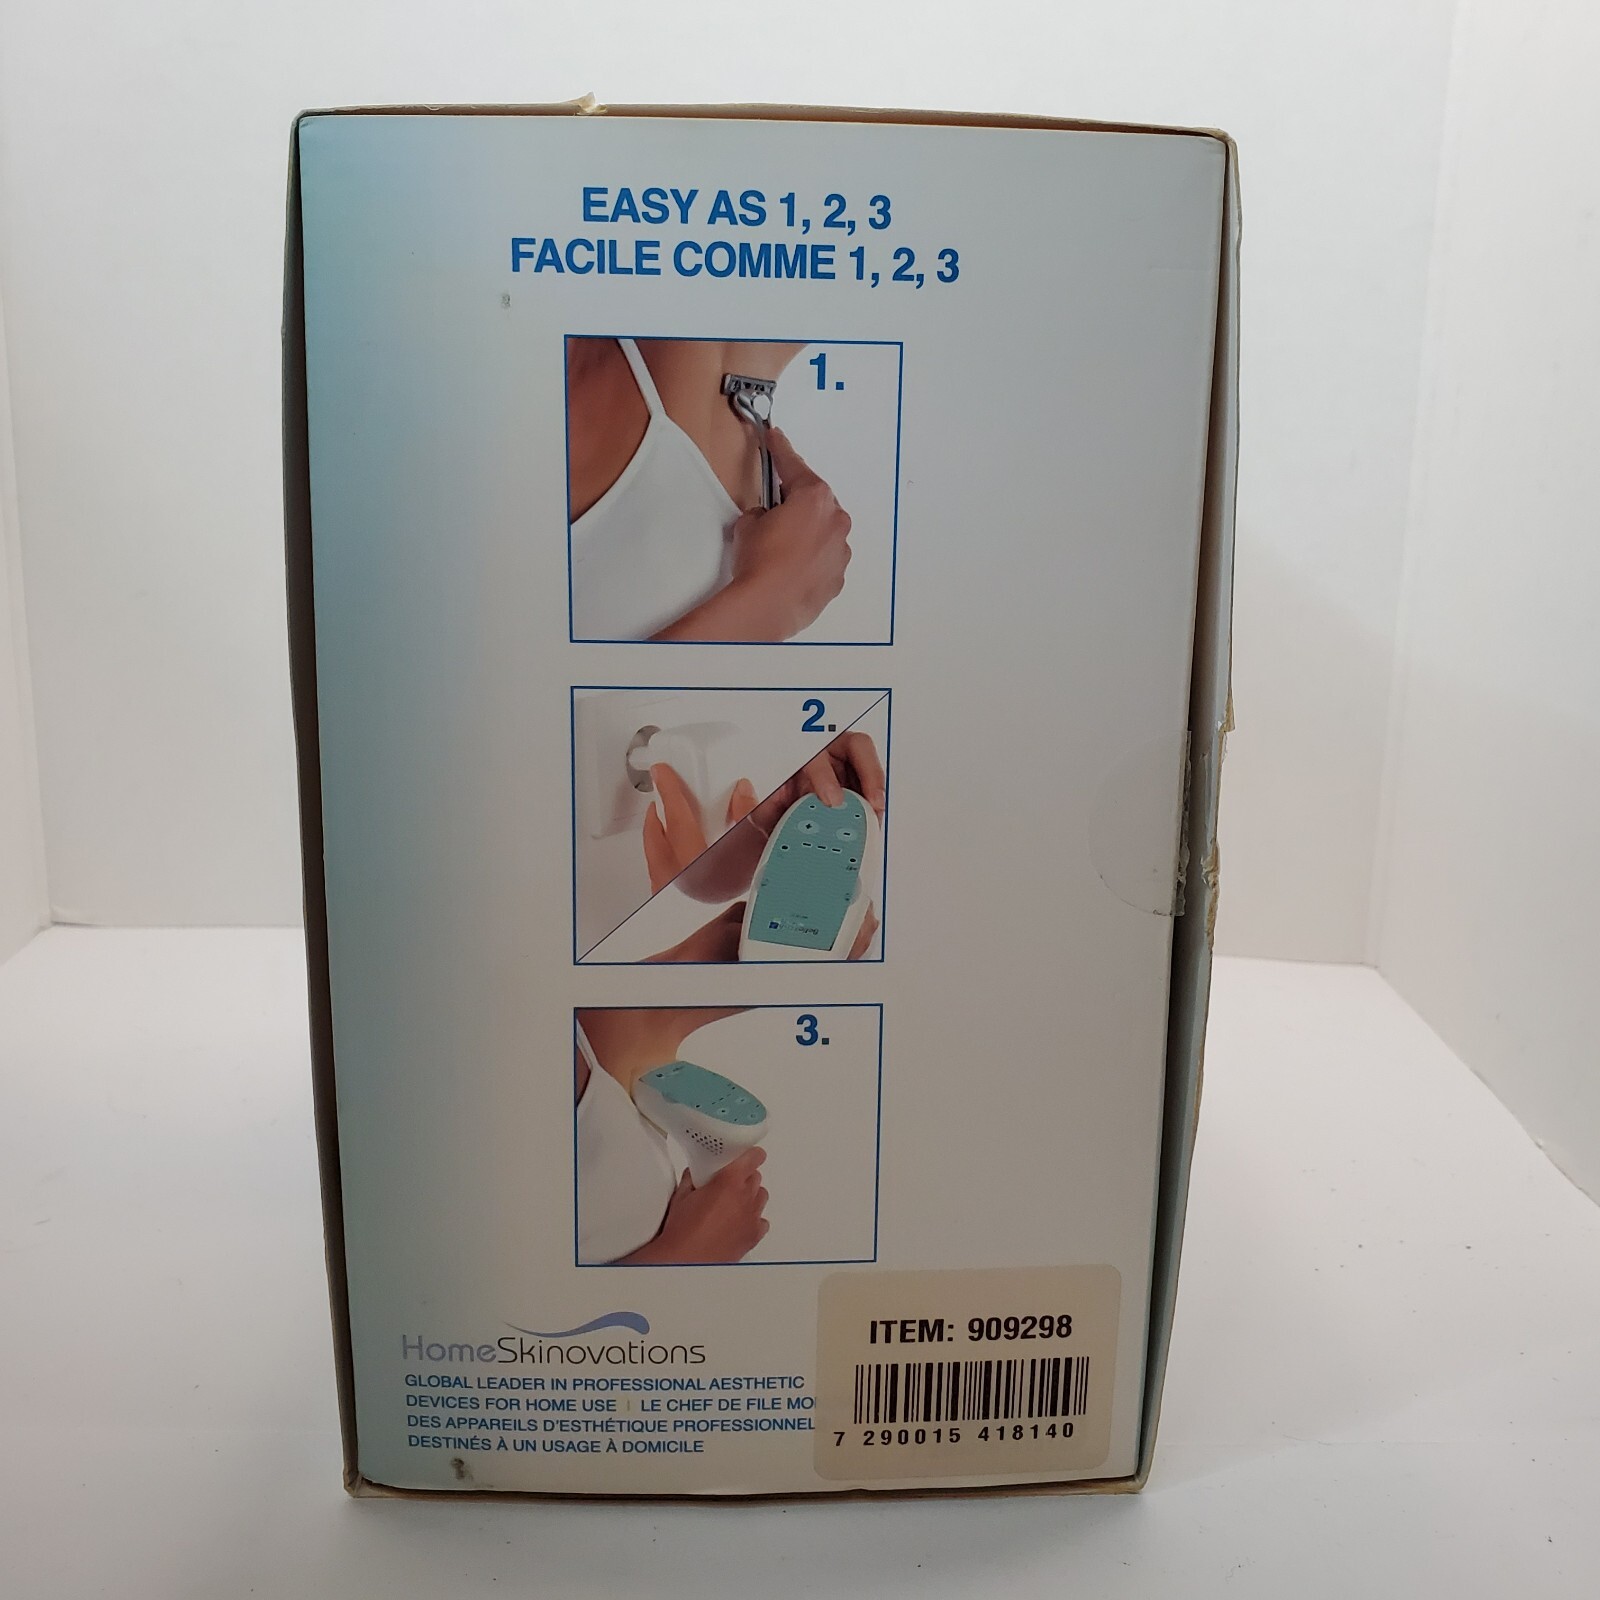 EASY AS 1, 2, 3
FACILE COMME 1, 2, 3
1.
2.
3.
HomeSkinovations
GLOBAL LEADER IN PROFESSIONAL AESTHETIC
DEVICES FOR HOME USE | LE CHEF DE FILE
DES APPAREILS D'ESTHÉTIQUE PROFESSIONNEL
DESTINÉS À UN USAGE À DOMICILE
ITEM: 909298
7 290015 418140